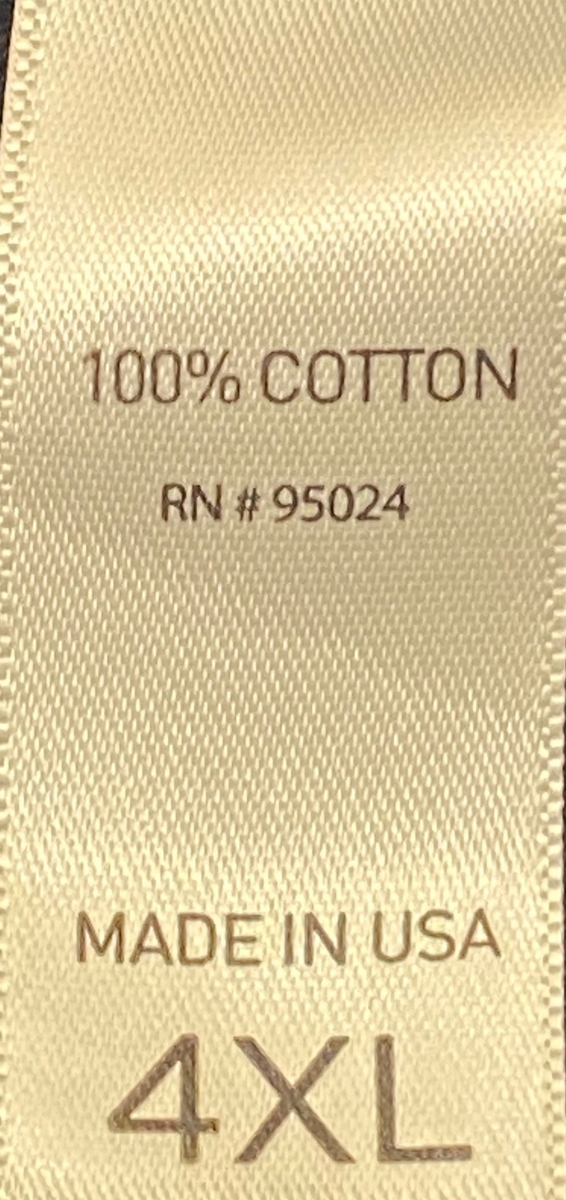 100% COTTON
RN # 95024
MADE IN USA
4XL